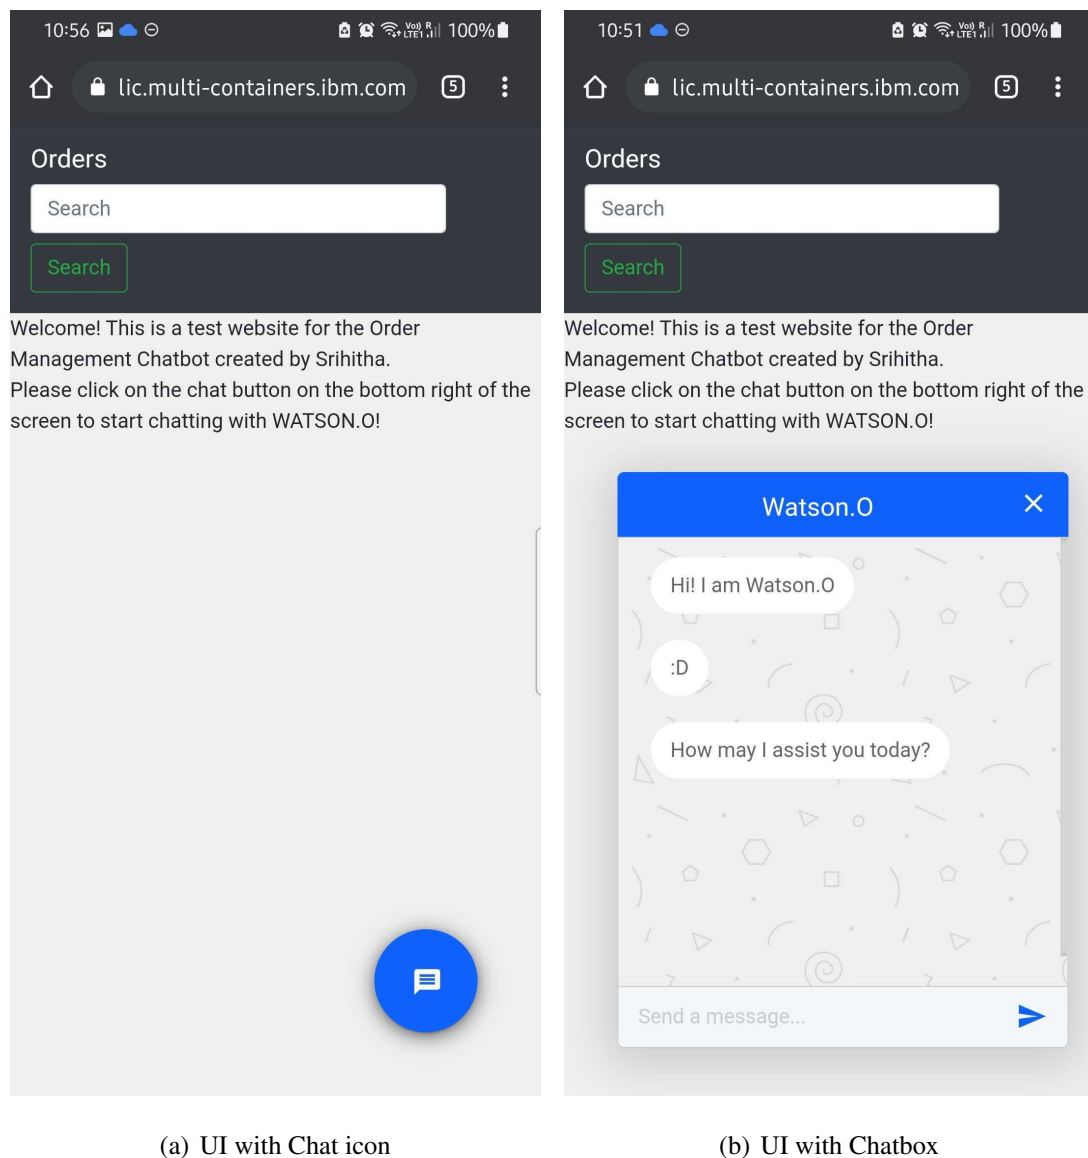 10:56
Vo)) R
LTE1
100%
lic.multi-containers.ibm.com
5
Orders
Search
Search
Welcome! This is a test website for the Order
Management Chatbot created by Srihitha.
Please click on the chat button on the bottom right of the
screen to start chatting with WATSON.O!
(a) UI with Chat icon
10:51
Vo)) R
LTE1
100%
lic.multi-containers.ibm.com
5
Orders
Search
Search
Welcome! This is a test website for the Order
Management Chatbot created by Srihitha.
Please click on the chat button on the bottom right of the
screen to start chatting with WATSON.O!
Watson.O
Hi! I am Watson.O
:D
How may I assist you today?
Send a message...
(b) UI with Chatbox